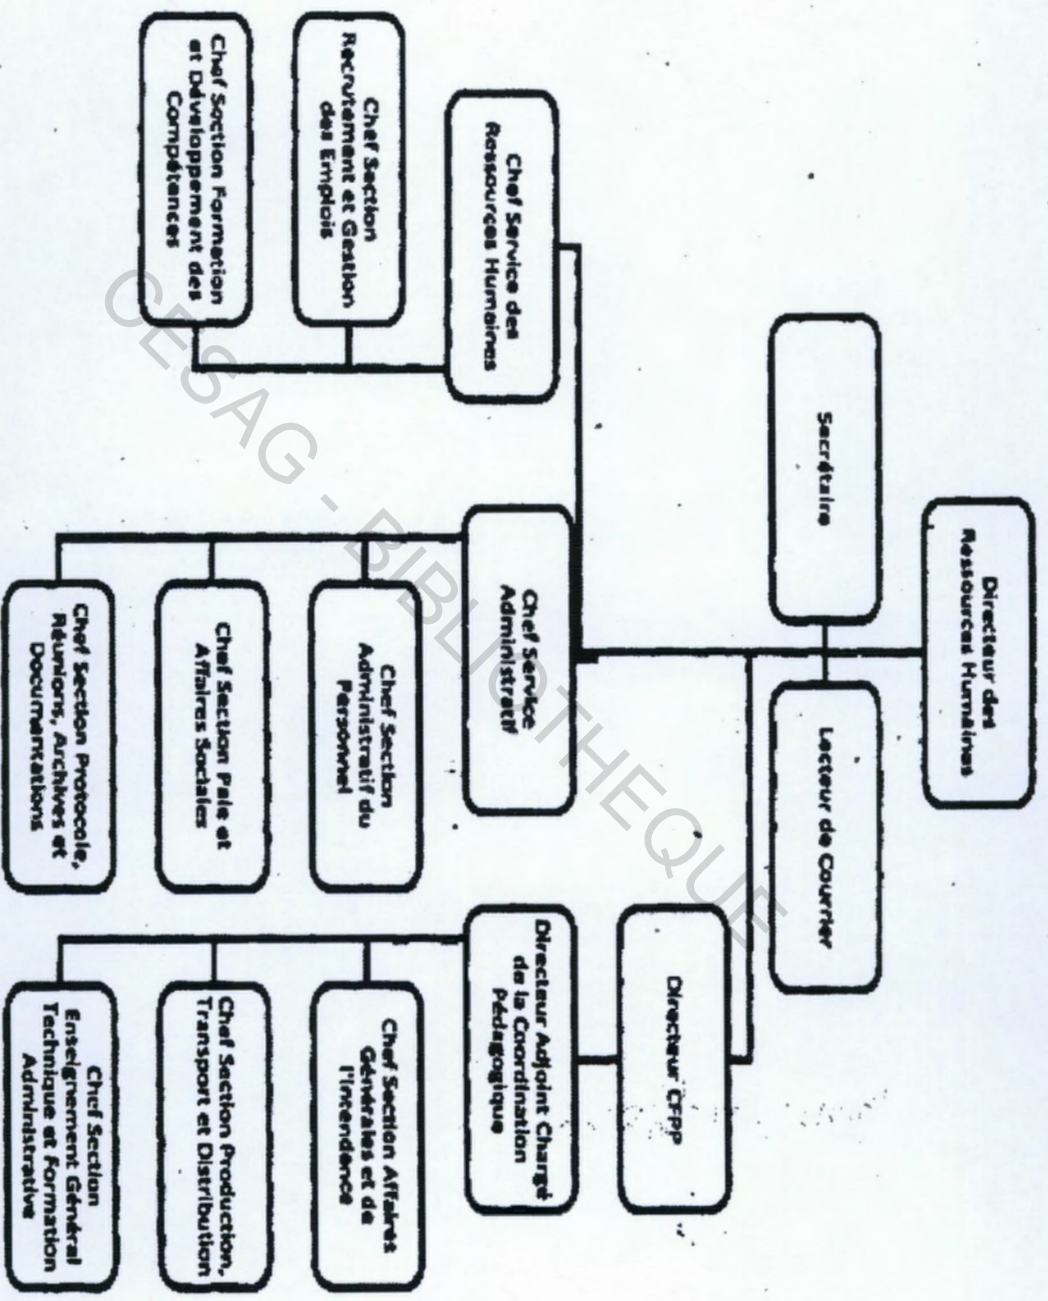 Directeur des
Ressources Humaines
Secrétaire
Lecteur de Courrier
Directeur CFPP
Chef Service des
Ressources Humaines
Chef Service
Administratif
Directeur Adjoint Chargé
de la Coordination
Pédagogique
Chef Section
Recrutement et Gestion
des Emplois
Chef Section Formation
et Développement des
Compétences
Chef Section
Administratif du
Personnel
Chef Section Paie et
Affaires Sociales
Chef Section Protocole,
Réunions, Archives et
Documentations
Chef Section Affaires
Générales et de
l'Intendence
Chef Section Production,
Transport et Distribution
Chef Section
Enseignement Général
Technique et Formation
Administrative
CESAG - BIBLIOTHEQUE